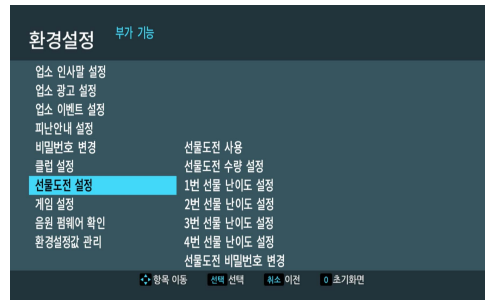 환경설정 부가 기능
업소 인사말 설정
업소 광고 설정
업소 이벤트 설정
피난안내 설정
비밀번호 변경 선물도전 사용
클럽 설정 선물도전 수량 설정
선물도전 설정 1번 선물 난이도 설정
게임 설정 2번 선물 난이도 설정
음원 펌웨어 확인 3번 선물 난이도 설정
환경설정값 관리 4번 선물 난이도 설정
선물도전 비밀번호 변경
항목 이동 선택 선택 취소 이전 0 초기화면